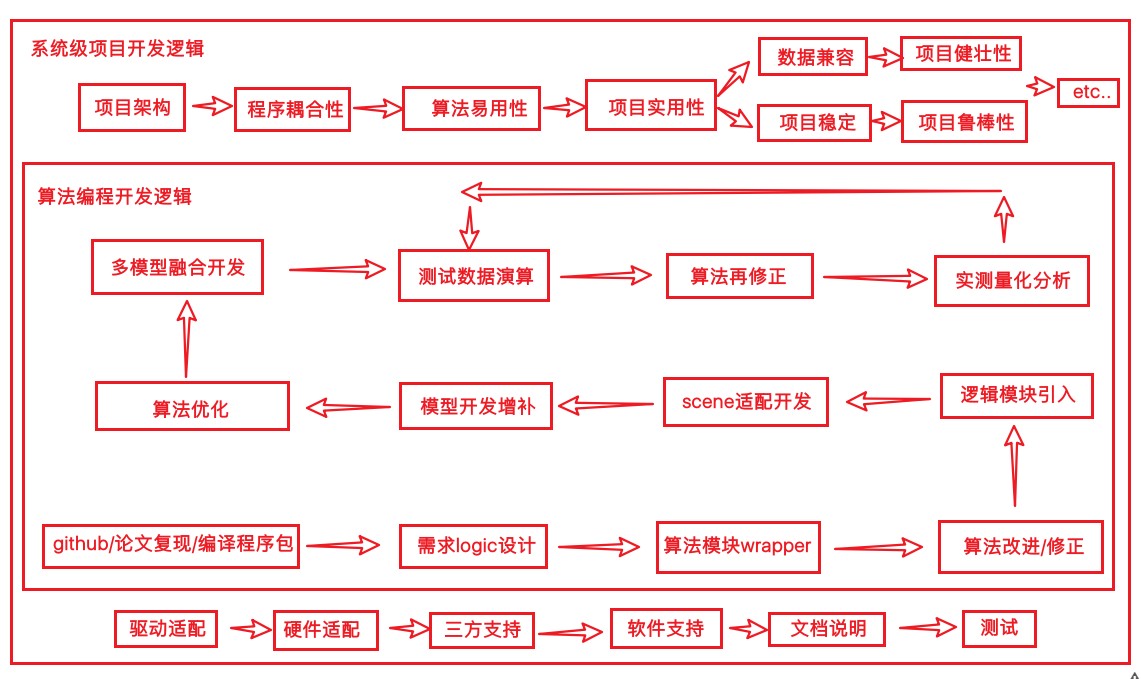 系统级项目开发逻辑
数据兼容
项目健壮性
etc..
项目架构
程序耦合性
算法易用性
项目实用性
项目稳定
项目鲁棒性
算法编程开发逻辑
多模型融合开发
测试数据演算
算法再修正
实测量化分析
算法优化
模型开发增补
scene适配开发
逻辑模块引入
github/论文复现/编译程序包
需求logic设计
算法模块wrapper
算法改进/修正
驱动适配
硬件适配
三方支持
软件支持
文档说明
测试